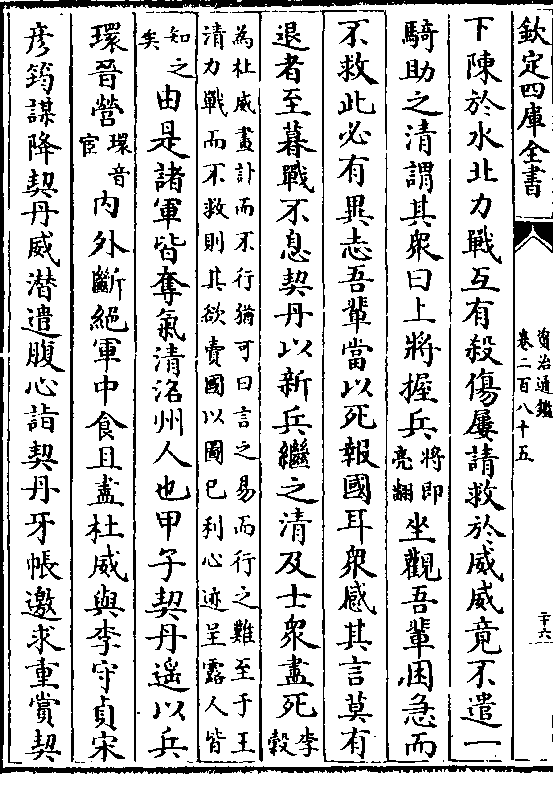 欽定四庫全書
資治通鑑
卷二百八十五
二十六
下陳於水北力戰互有殺傷屢請救於威威竟不遣一
騎助之清謂其衆曰上將握兵將即亮翻坐觀吾輩困急而
不救此必有異志吾輩當以死報國耳衆感其言莫有
退者至暮戰不息契丹以新兵繼之清及士衆盡死李穀
為杜威畫計而不行猶可曰言之易而行之難至于王
清力戰而不救則其欲賣國以圖己利心迹呈露人皆
知之矣由是諸軍皆奪氣清洺州人也甲子契丹遥以兵
環晉營環音宦内外斷絶軍中食且盡杜威與李守貞宋
彦筠謀降契丹威潜遣腹心詣契丹牙帳邀求重賞契